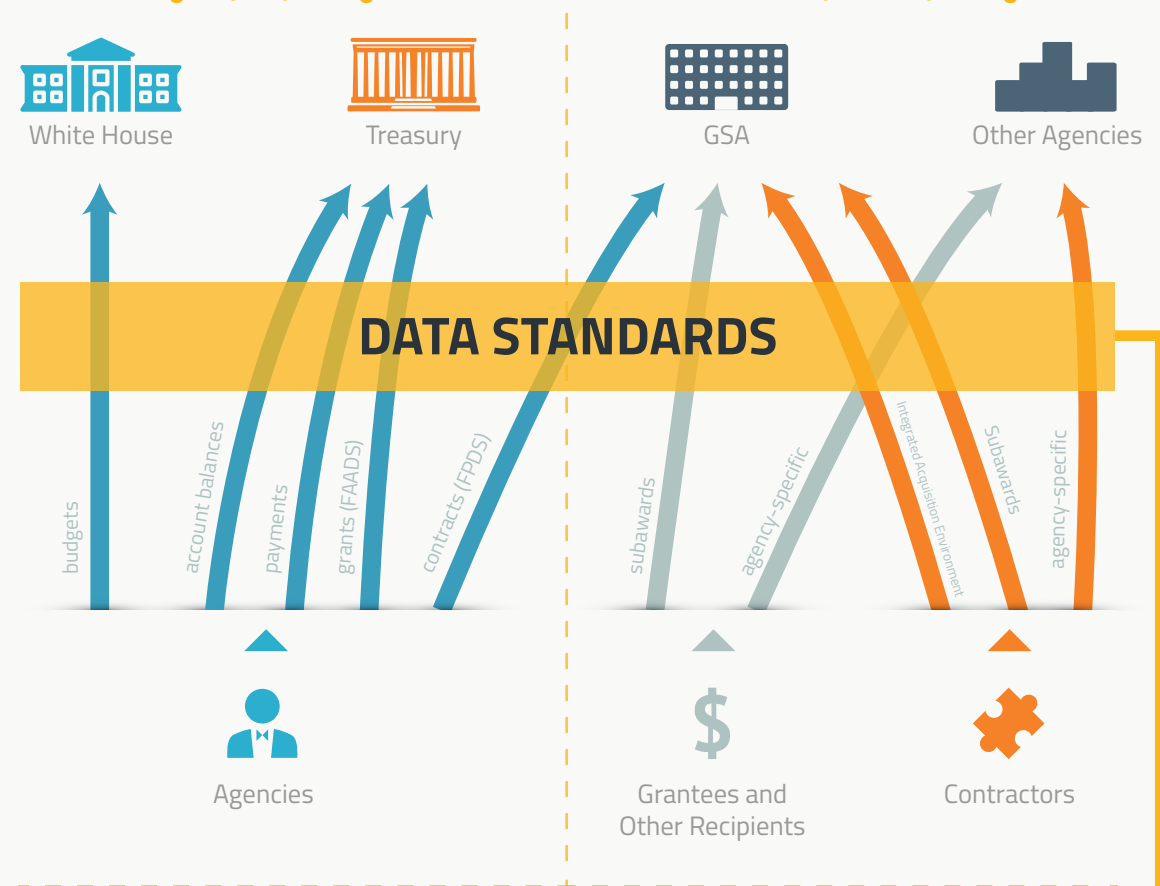 White House
Treasury
GSA
Other Agencies
DATA STANDARDS
budgets
account balances
payments
grants (FAADS)
contracts (FPDS)
subawards
agency-specific
Integrated Acquisition Environment
Subawards
agency-specific
Agencies
Grantees and
Other Recipients
Contractors